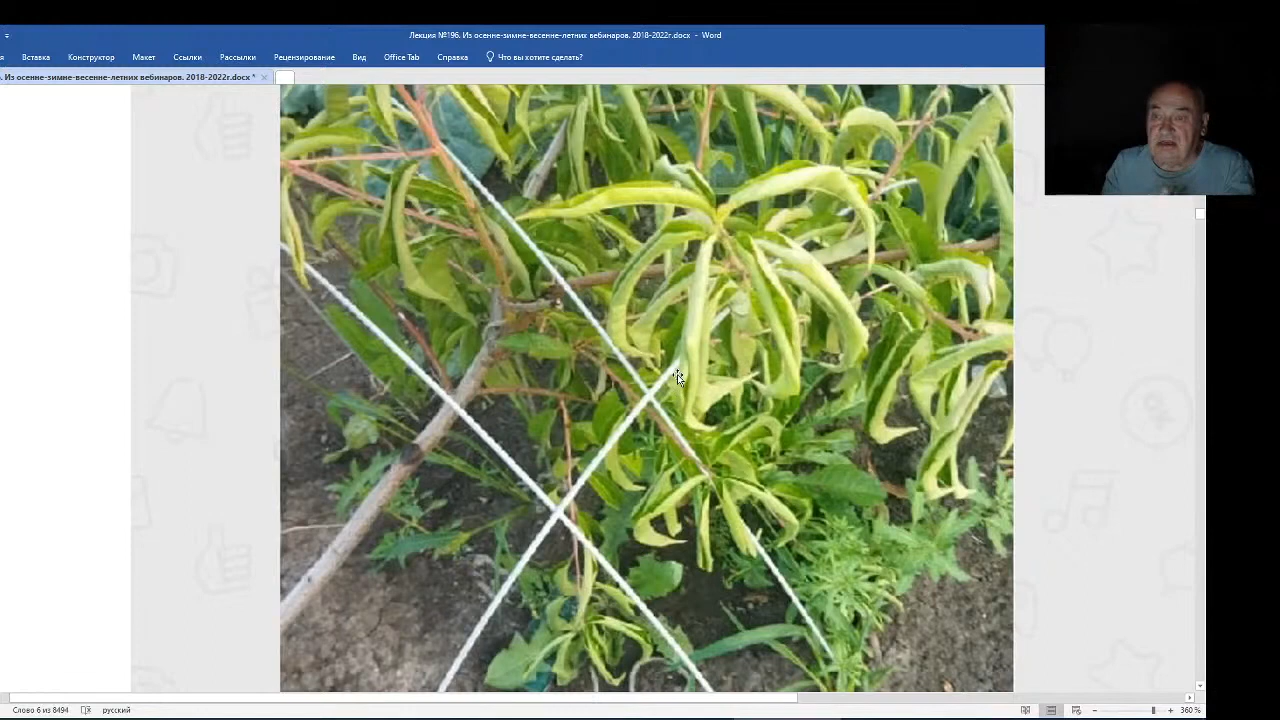 Лекция №196. Из осенне-зимне-весенне-летних вебинаров. 2018-2022г.docx - Word
Вставка Конструктор Макет Ссылки Рассылки Рецензирование Вид Office Tab Справка Что вы хотите сделать?
. Из осенне-зимне-весенне-летних вебинаров. 2018-2022г.docx *
Слово 6 из 8494 русский 360 %